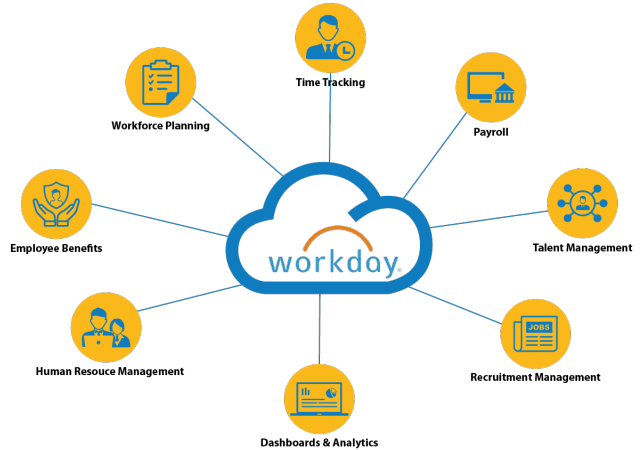 Time Tracking
Workforce Planning
Payroll
Employee Benefits
workday®
Talent Management
JOBS
Human Resouce Management
Recruitment Management
Dashboards & Analytics